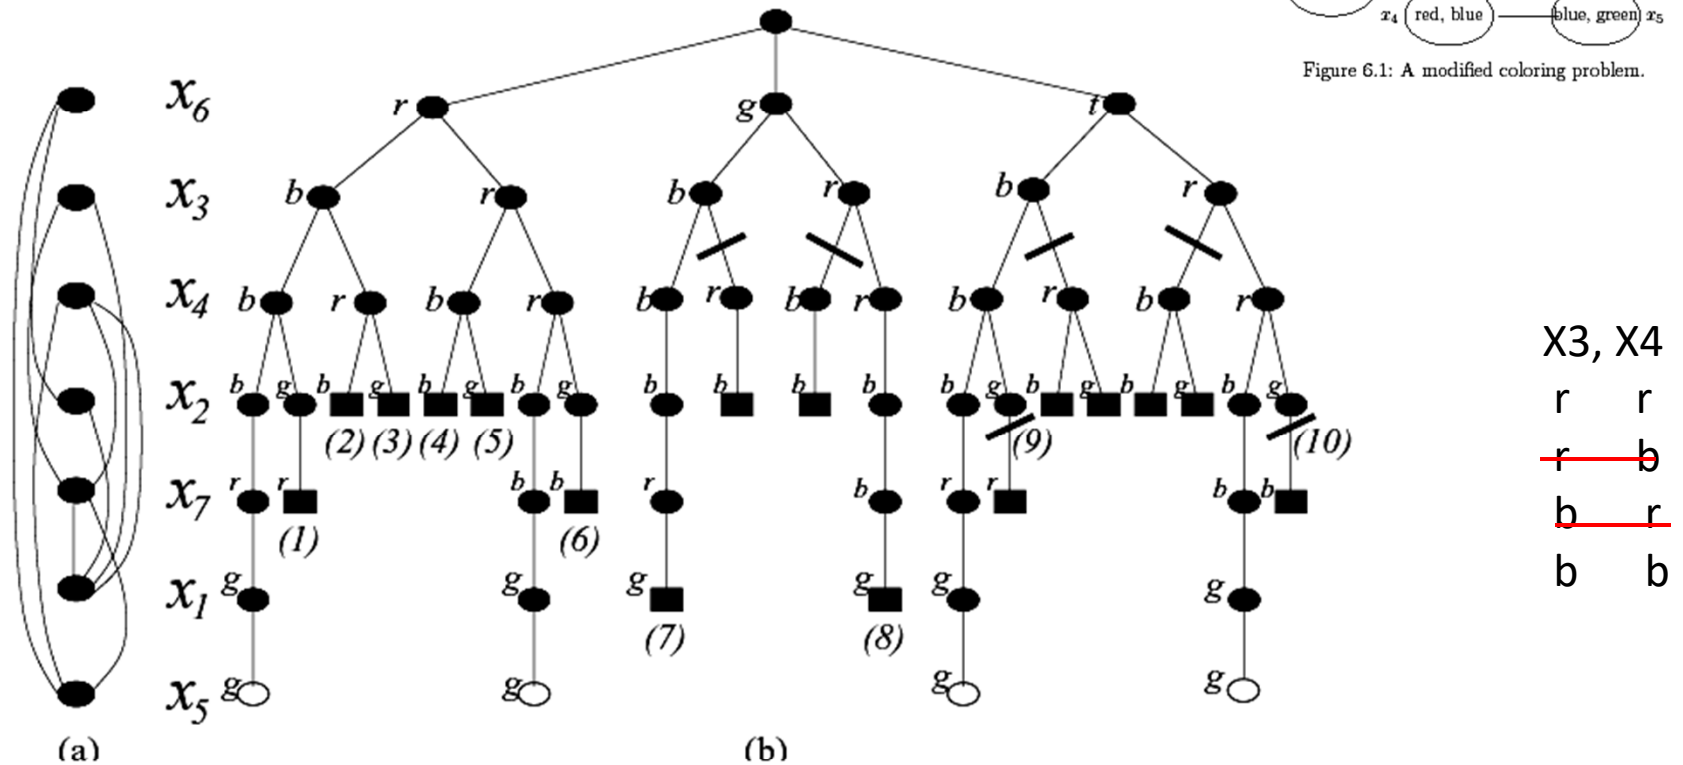 x4 red, blue blue, green x5
Figure 6.1: A modified coloring problem.
x6 r g t
x3 b r b r b r
X3, X4
x4 b r b r b r b r b r b r
r r
x2 b g b g b g b g b b b b b g b g b g b g
(2) (3) (4) (5) (9) (10)
r b
x7 r r b b r b r r b b
b r
(1) (6)
x1 g g g g g g
b b
(7) (8)
x5 g g g g
(a) (b)